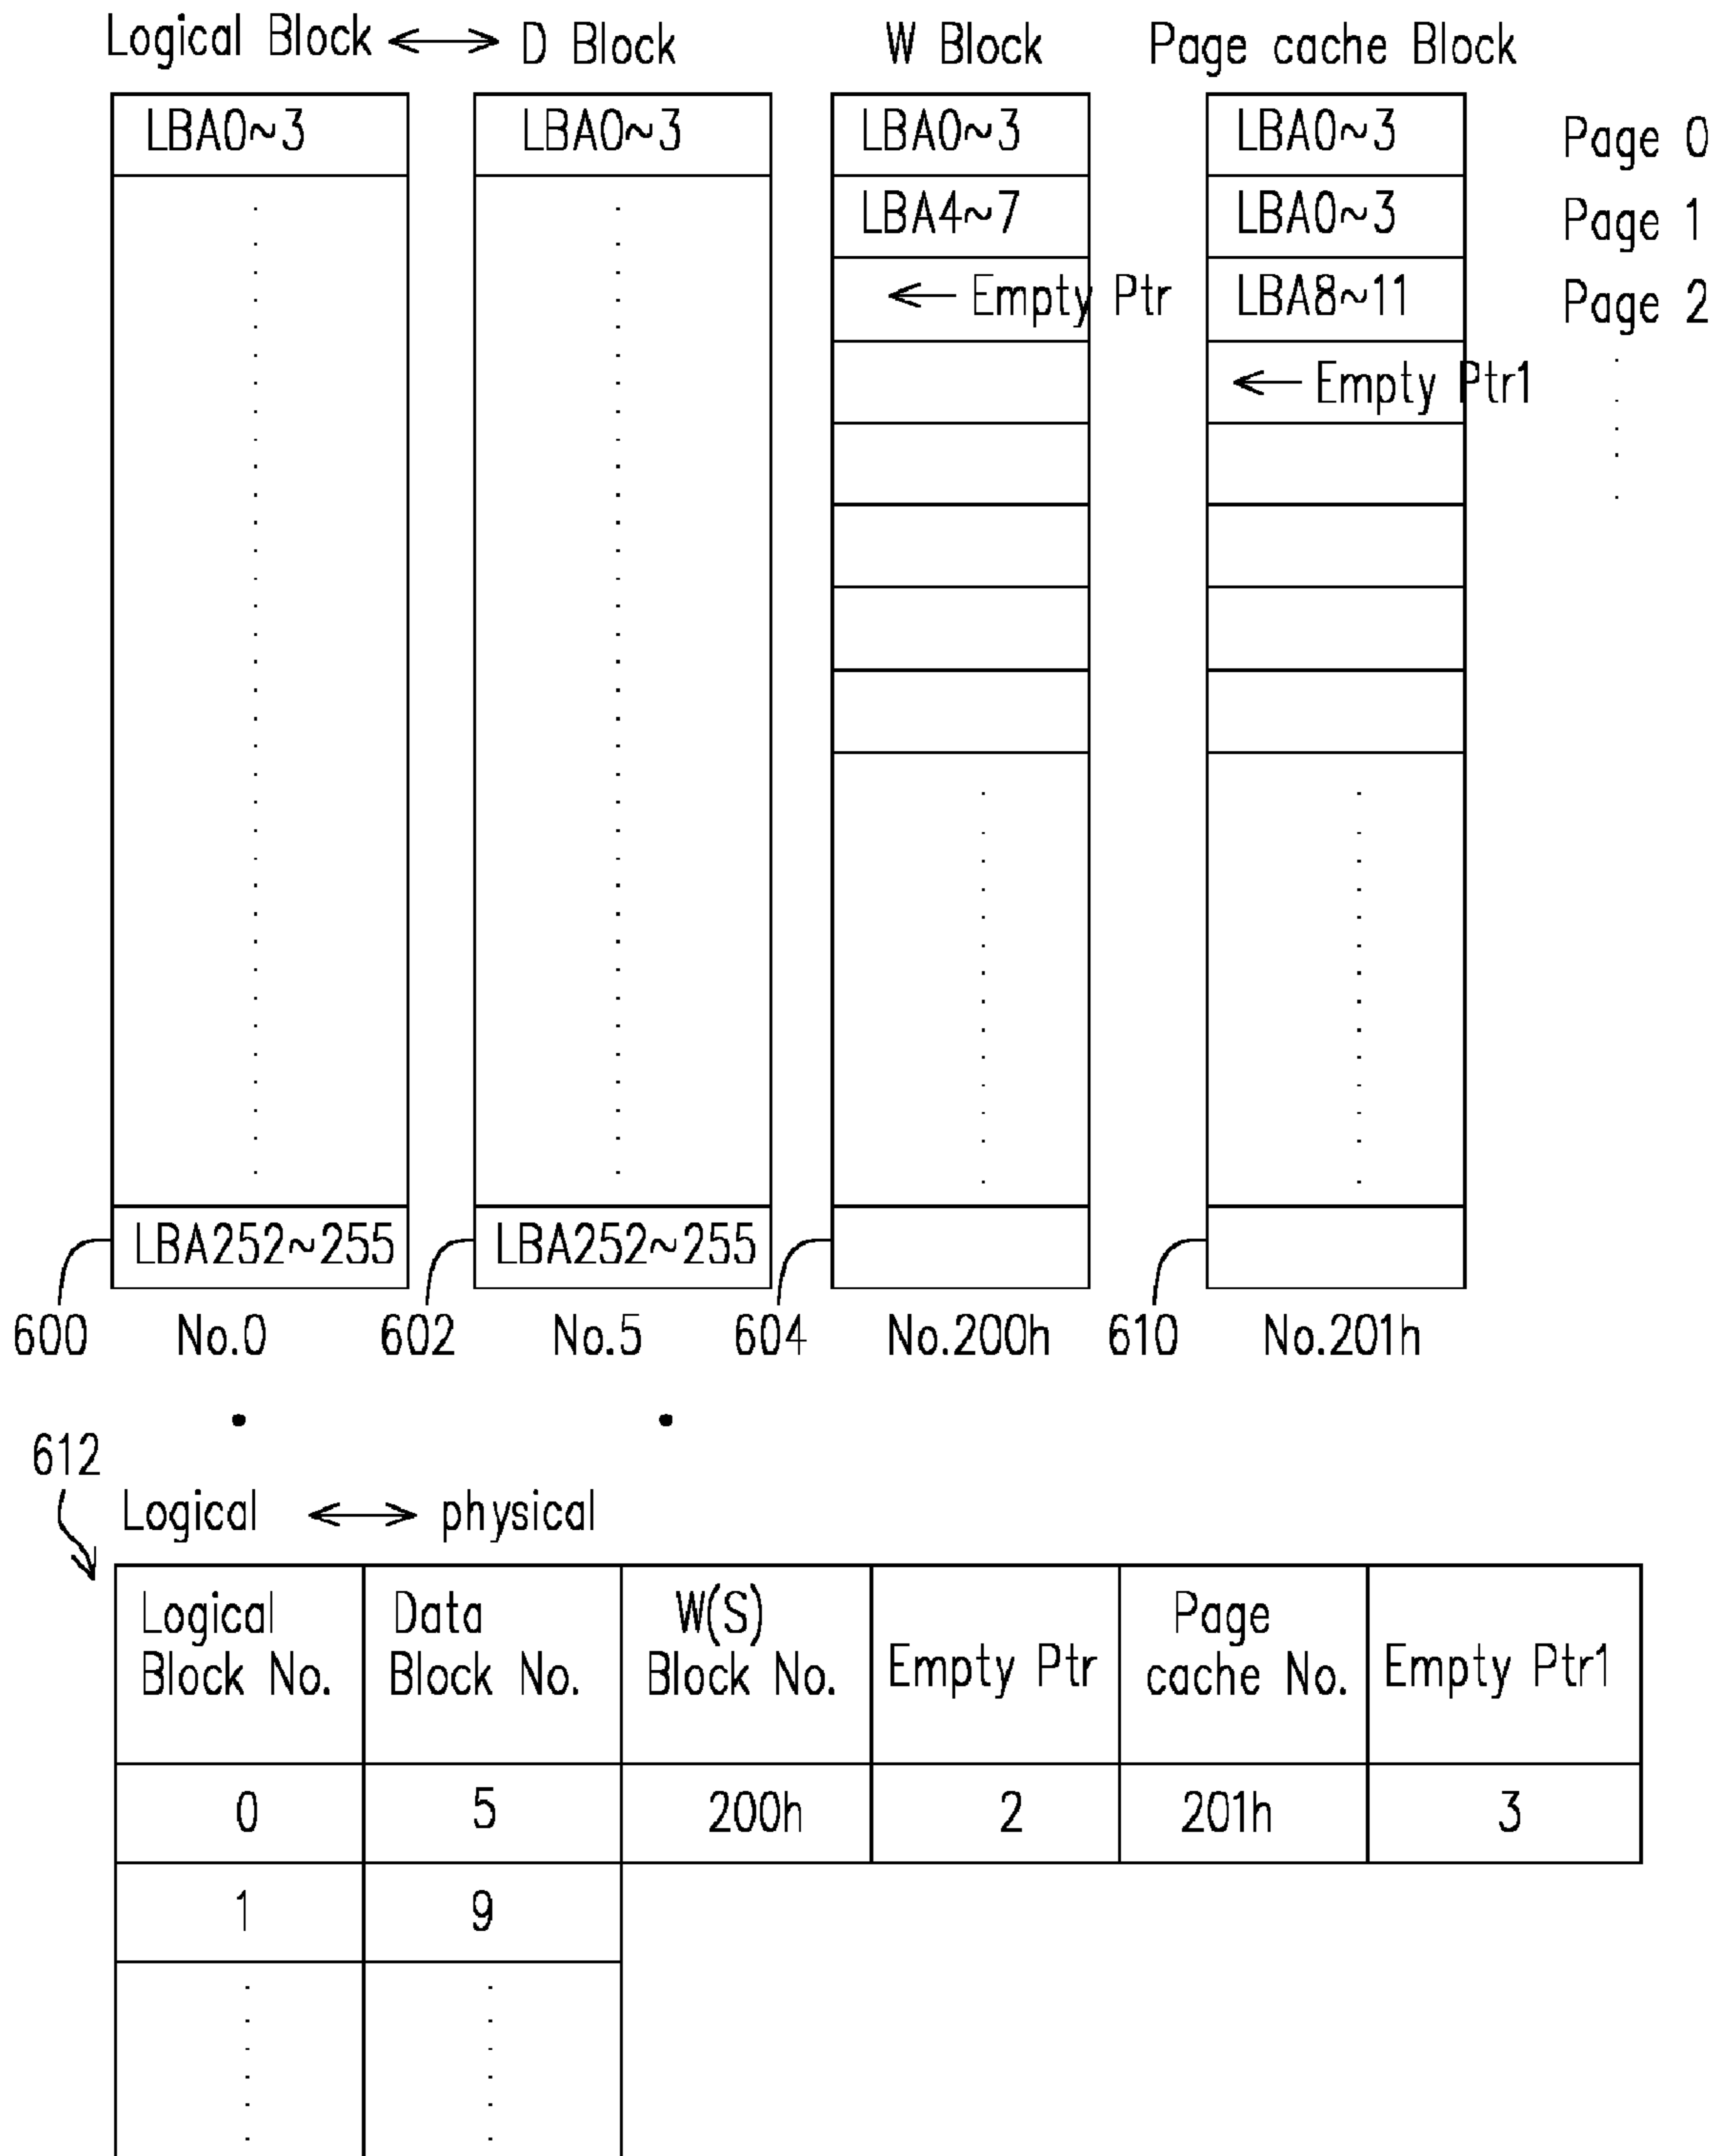 Logical Block ⟷ D Block W Block Page cache Block
LBA0~3 LBA0~3 LBA0~3 LBA0~3 Page 0
LBA4~7 LBA0~3 Page 1
← Empty Ptr LBA8~11 Page 2
← Empty Ptr1
LBA252~255 LBA252~255
600 No.0 602 No.5 604 No.200h 610 No.201h
612
Logical ⟷ physical
Logical Block No. Data Block No. W(S) Block No. Empty Ptr Page cache No. Empty Ptr1
0 5 200h 2 201h 3
1 9